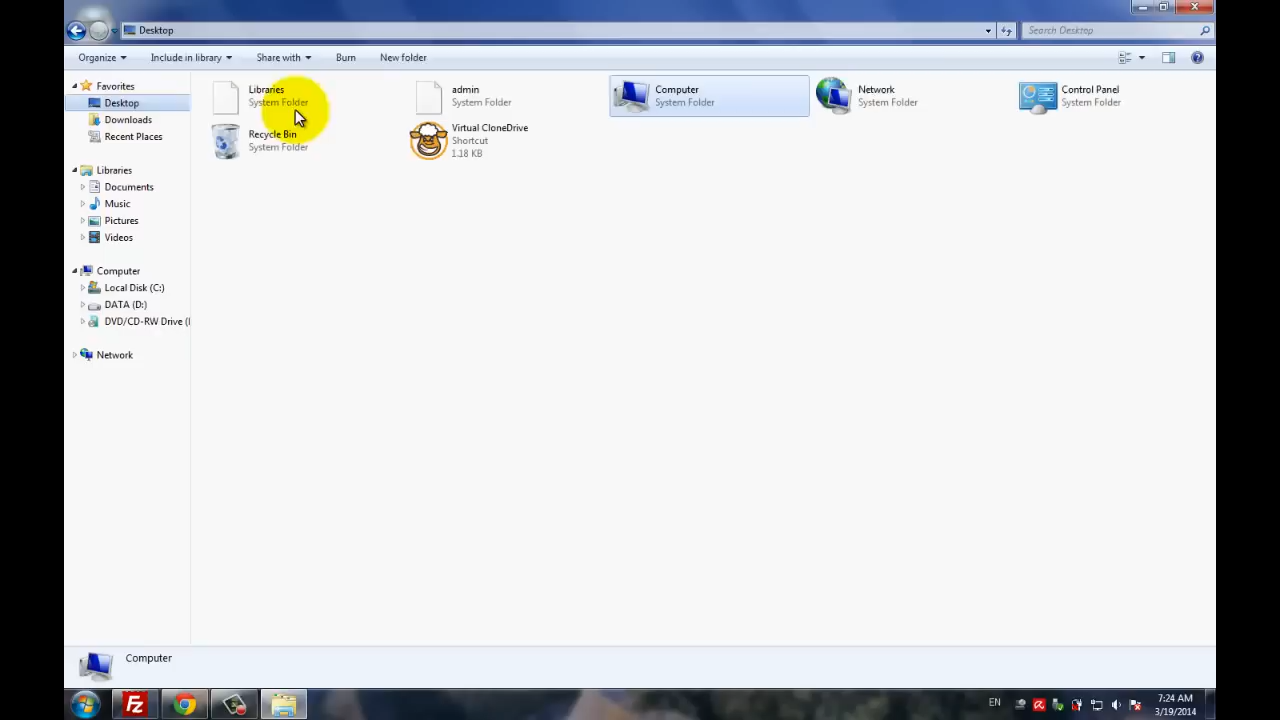 Desktop
Search Desktop
Organize
Include in library
Share with
Burn
New folder
Favorites
Desktop
Downloads
Recent Places
Libraries
Documents
Music
Pictures
Videos
Computer
Local Disk (C:)
DATA (D:)
DVD/CD-RW Drive (
Network
Libraries
System Folder
admin
System Folder
Computer
System Folder
Network
System Folder
Control Panel
System Folder
Recycle Bin
System Folder
Virtual CloneDrive
Shortcut
1.18 KB
Computer
Fz
EN
7:24 AM
3/19/2014